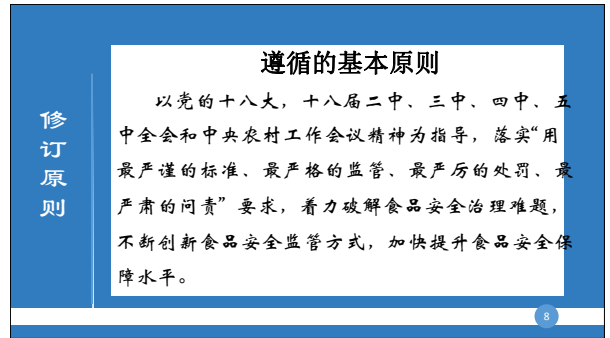 修订原则
遵循的基本原则
以党的十八大，十八届二中、三中、四中、五
中全会和中央农村工作会议精神为指导，落实“用
最严谨的标准、最严格的监管、最严厉的处罚、最
严肃的问责”要求，着力破解食品安全治理难题，
不断创新食品安全监管方式，加快提升食品安全保
障水平。
8